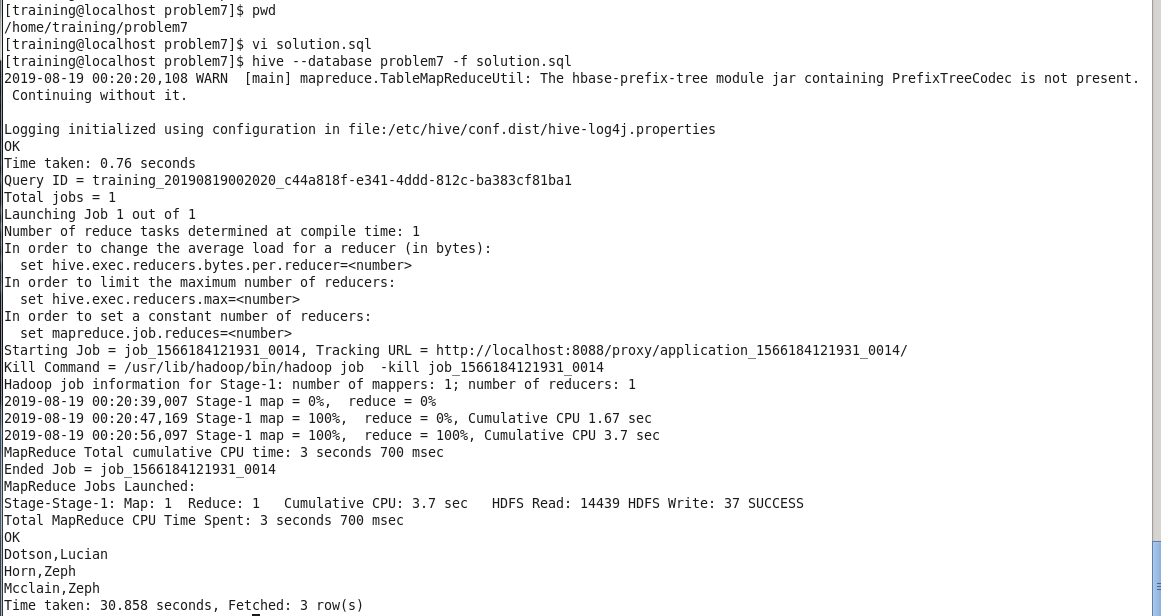 [training@localhost problem7]$ pwd
/home/training/problem7
[training@localhost problem7]$ vi solution.sql
[training@localhost problem7]$ hive --database problem7 -f solution.sql
2019-08-19 00:20:20,108 WARN  [main] mapreduce.TableMapReduceUtil: The hbase-prefix-tree module jar containing PrefixTreeCodec is not present.
 Continuing without it.

Logging initialized using configuration in file:/etc/hive/conf.dist/hive-log4j.properties
OK
Time taken: 0.76 seconds
Query ID = training_20190819002020_c44a818f-e341-4ddd-812c-ba383cf81ba1
Total jobs = 1
Launching Job 1 out of 1
Number of reduce tasks determined at compile time: 1
In order to change the average load for a reducer (in bytes):
  set hive.exec.reducers.bytes.per.reducer=<number>
In order to limit the maximum number of reducers:
  set hive.exec.reducers.max=<number>
In order to set a constant number of reducers:
  set mapreduce.job.reduces=<number>
Starting Job = job_1566184121931_0014, Tracking URL = http://localhost:8088/proxy/application_1566184121931_0014/
Kill Command = /usr/lib/hadoop/bin/hadoop job  -kill job_1566184121931_0014
Hadoop job information for Stage-1: number of mappers: 1; number of reducers: 1
2019-08-19 00:20:39,007 Stage-1 map = 0%,  reduce = 0%
2019-08-19 00:20:47,169 Stage-1 map = 100%,  reduce = 0%, Cumulative CPU 1.67 sec
2019-08-19 00:20:56,097 Stage-1 map = 100%,  reduce = 100%, Cumulative CPU 3.7 sec
MapReduce Total cumulative CPU time: 3 seconds 700 msec
Ended Job = job_1566184121931_0014
MapReduce Jobs Launched:
Stage-Stage-1: Map: 1  Reduce: 1   Cumulative CPU: 3.7 sec   HDFS Read: 14439 HDFS Write: 37 SUCCESS
Total MapReduce CPU Time Spent: 3 seconds 700 msec
OK
Dotson,Lucian
Horn,Zeph
Mcclain,Zeph
Time taken: 30.858 seconds, Fetched: 3 row(s)